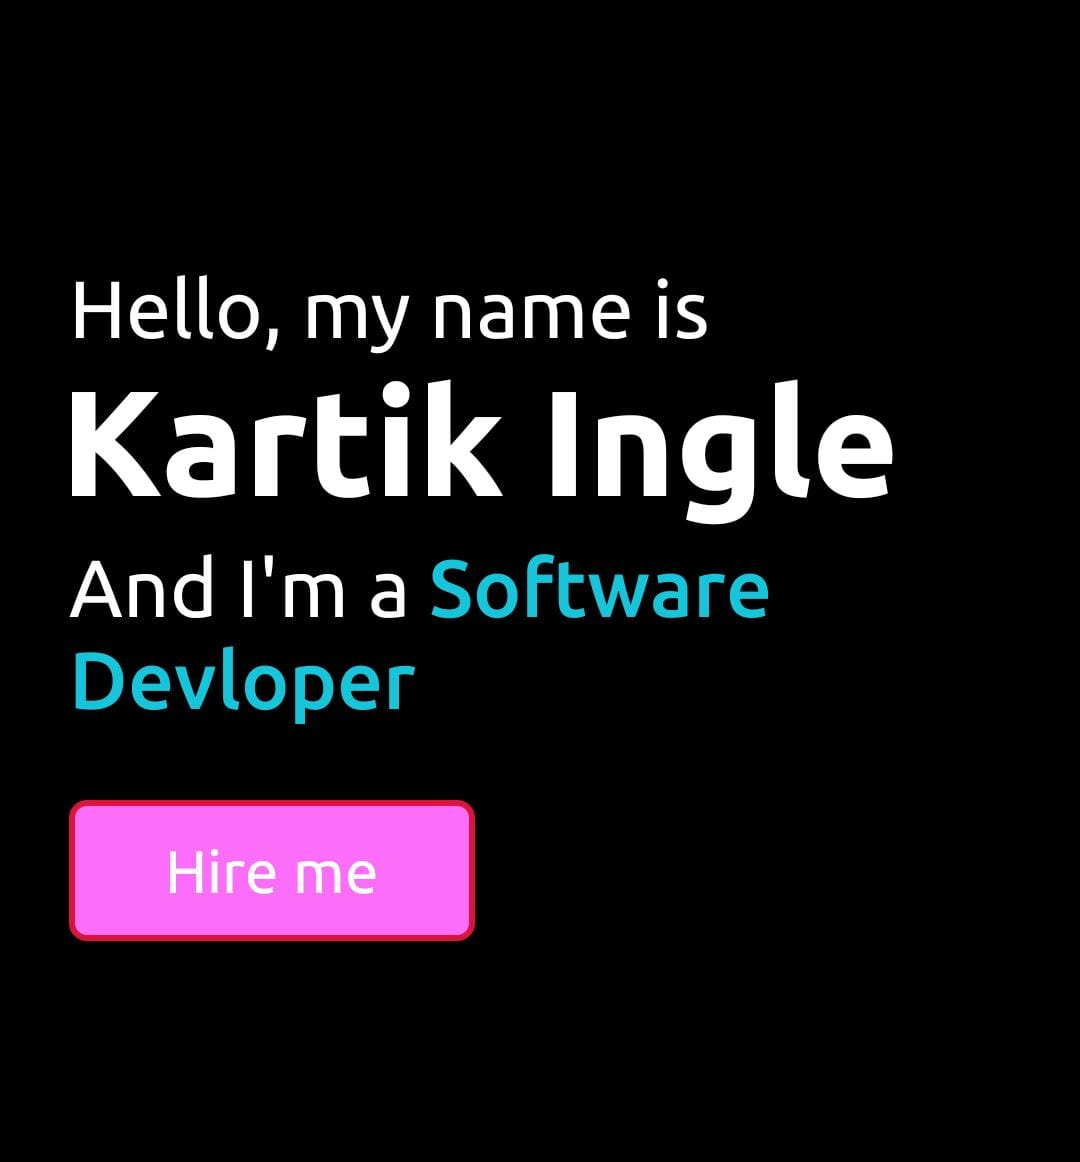 Hello, my name is
Kartik Ingle
And I'm a Software
Devloper
Hire me